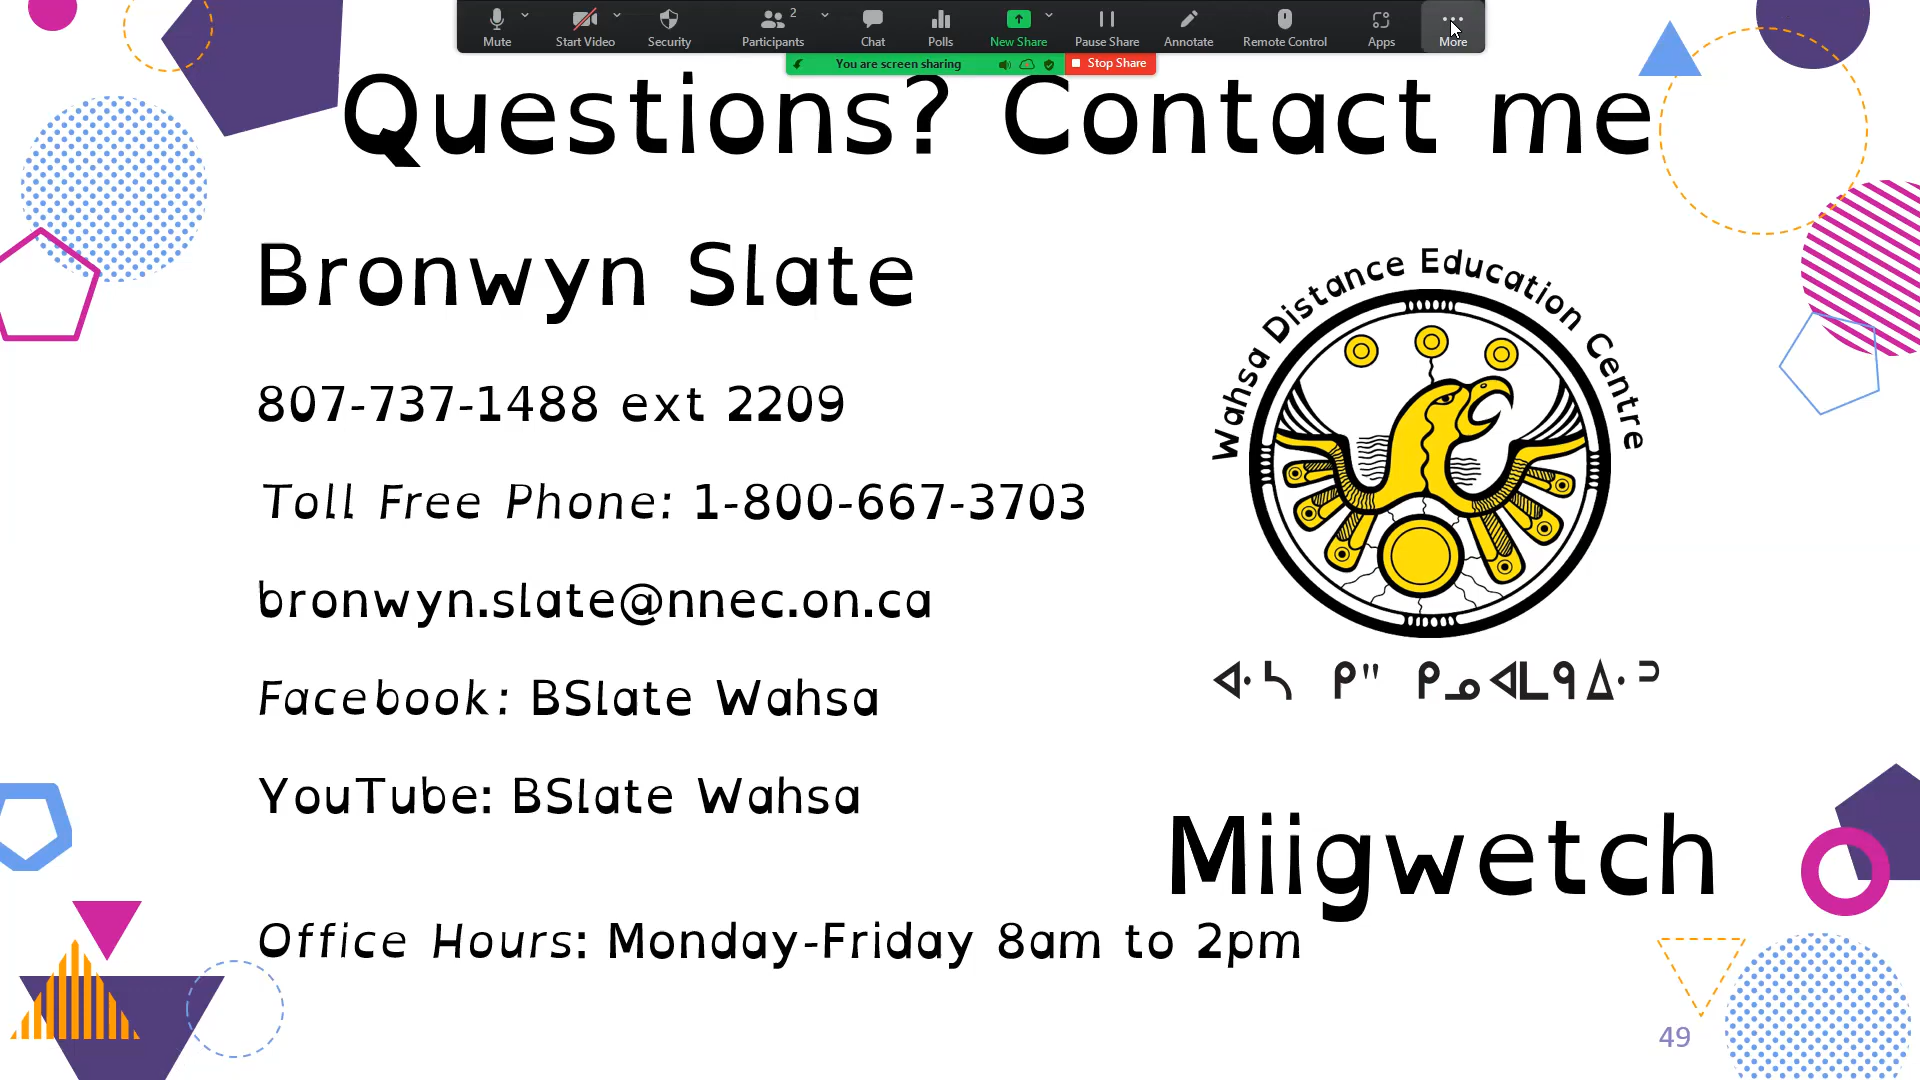 2
Mute
Start Video
Security
Participants
Chat
Polls
New Share
Pause Share
Annotate
Remote Control
Apps
More
You are screen sharing
Stop Share
Questions? Contact me
Bronwyn Slate
807-737-1488 ext 2209
Toll Free Phone: 1-800-667-3703
bronwyn.slate@nnec.on.ca
Facebook: BSlate Wahsa
YouTube: BSlate Wahsa
Office Hours: Monday-Friday 8am to 2pm
Wahsa Distance Education Centre
ᐊᐧᓴ ᑭᐦ ᑭᓄᐊᒪᑫᐃᐧᐣ
Miigwetch
49